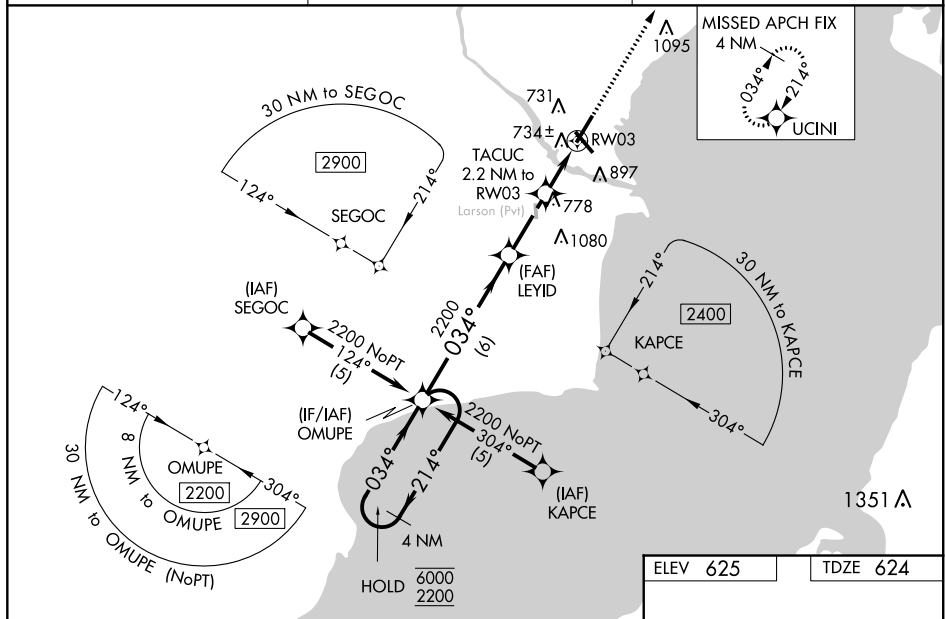 MISSED APCH FIX
4 NM
034°
214°
UCINI
1095
731
734±
RW03
897
TACUC
2.2 NM to
RW03
Larson (Pvt)
778
1080
30 NM to SEGOC
2900
124°
214°
SEGOC
(FAF)
LEYID
2200
034°
(6)
214°
30 NM to KAPCE
2400
KAPCE
304°
(IAF)
SEGOC
2200 NoPT
124°
(5)
(IF/IAF)
OMUPE
2200 NoPT
304°
(5)
(IAF)
KAPCE
034°
214°
4 NM
HOLD
6000
2200
124°
8 NM to OMUPE
OMUPE
2200
304°
2900
30 NM to OMUPE (NoPT)
1351
ELEV 625
TDZE 624